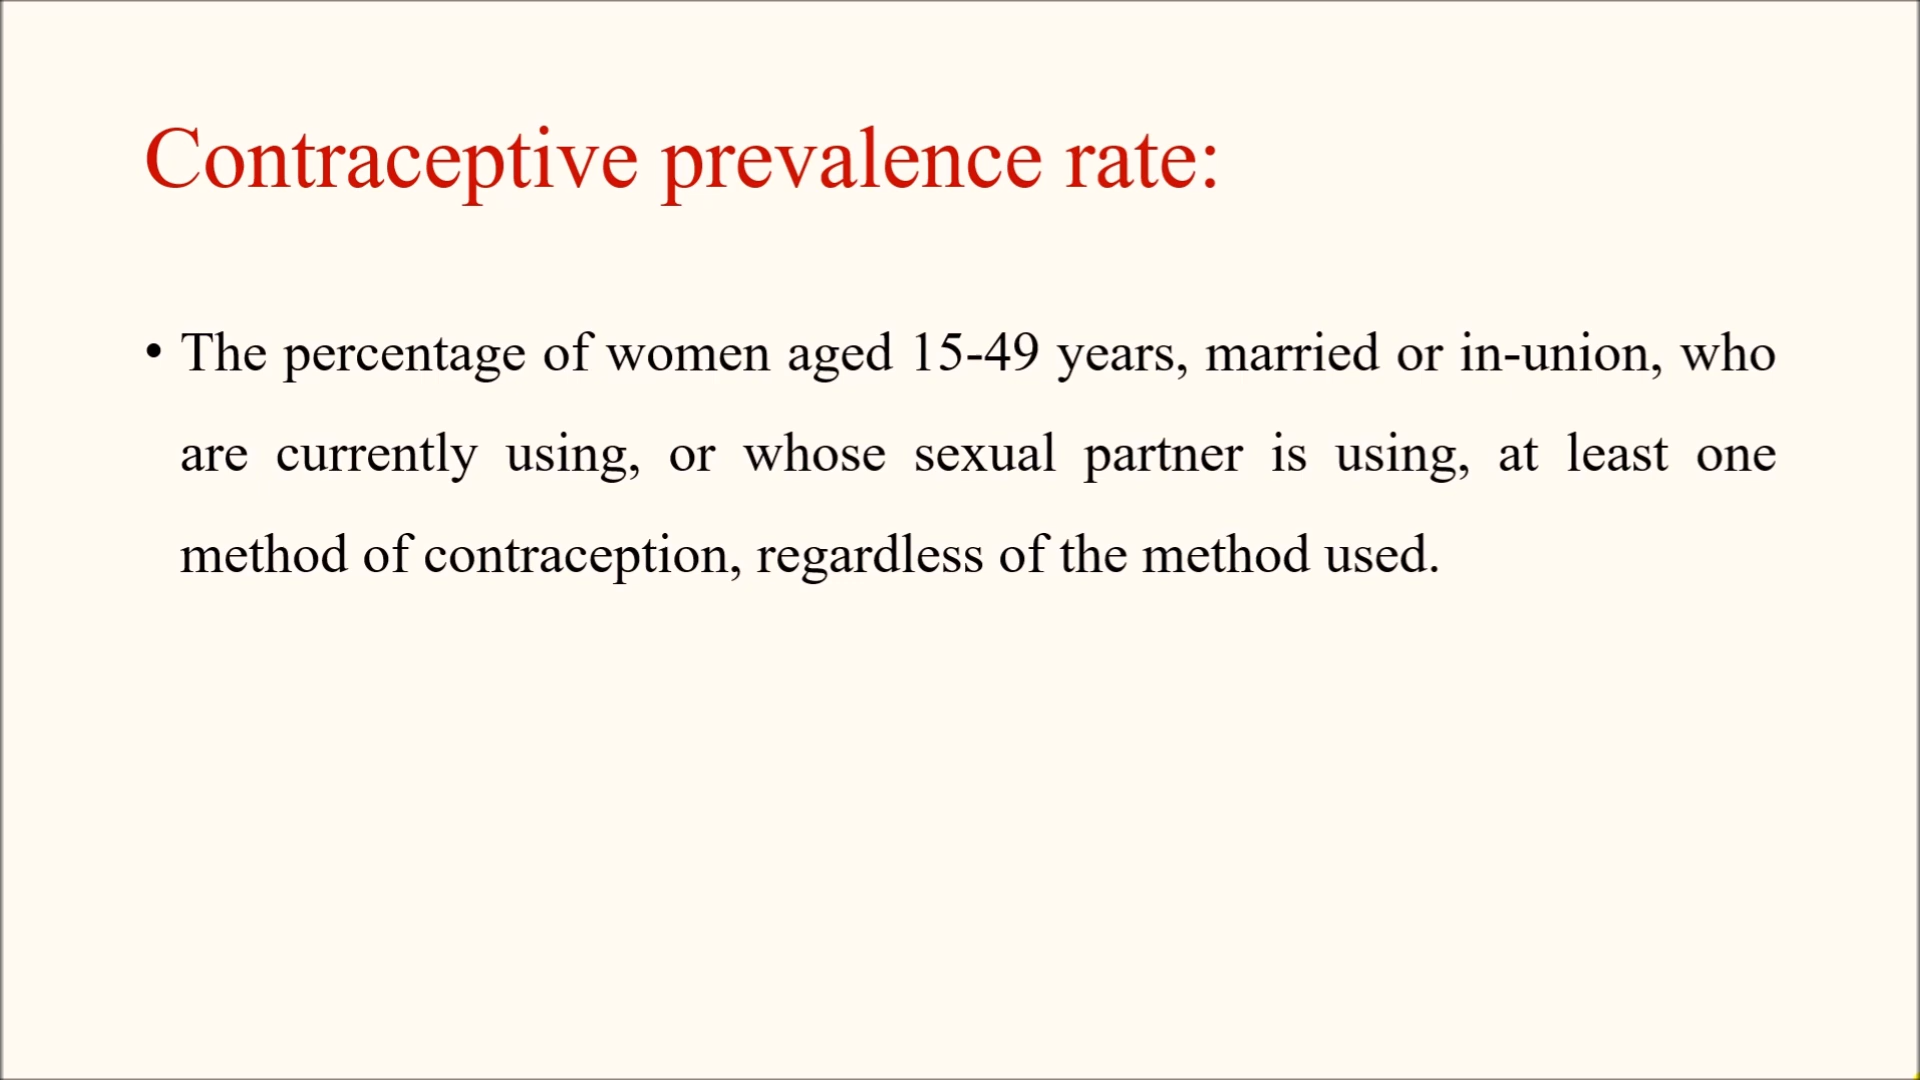 Contraceptive prevalence rate:
• The percentage of women aged 15-49 years, married or in-union, who
are currently using, or whose sexual partner is using, at least one
method of contraception, regardless of the method used.